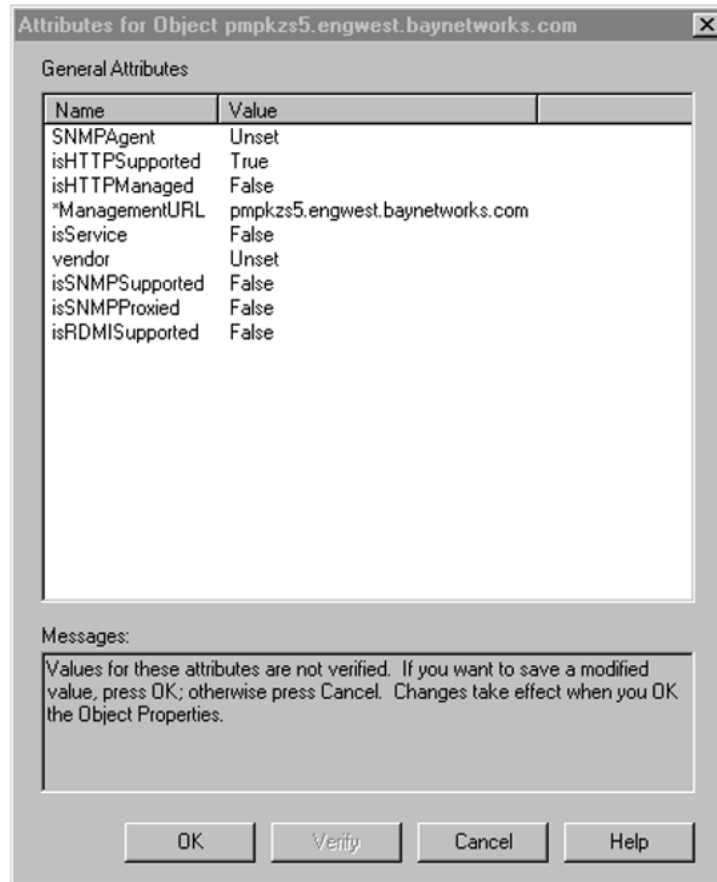 Attributes for Object pmpkzs5.engwest.baynetworks.com
General Attributes
Name Value
SNMPAgent Unset
isHTTPSupported True
isHTTPManaged False
*ManagementURL pmpkzs5.engwest.baynetworks.com
isService False
vendor Unset
isSNMPSupported False
isSNMPProxied False
isRDMISupported False
Messages:
Values for these attributes are not verified. If you want to save a modified
value, press OK; otherwise press Cancel. Changes take effect when you OK
the Object Properties.
OK Verify Cancel Help